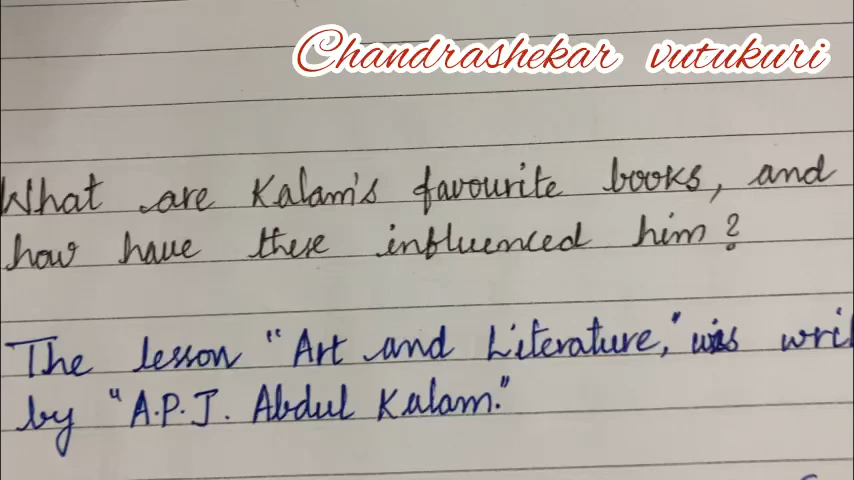 Chandrashekar vutukuri
What are Kalam's favourite books, and
how have these influenced him?
The lesson "Art and Literature," was wri
by "A.P.J. Abdul Kalam."